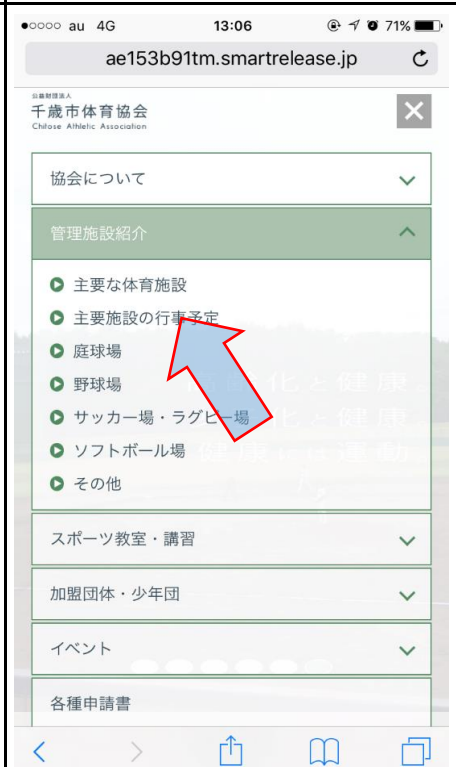 au 4G 13:06 71%
ae153b91tm.smartrelease.jp
公益財団法人
千歳市体育協会
Chitose Athletic Association
協会について
管理施設紹介
主要な体育施設
主要施設の行事予定
庭球場
野球場
サッカー場・ラグビー場
ソフトボール場
その他
スポーツ教室・講習
加盟団体・少年団
イベント
各種申請書